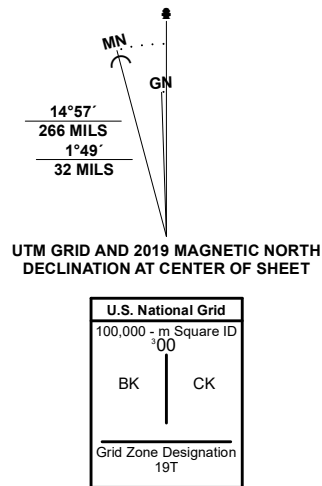 MN
GN
14°57´
266 MILS
1°49´
32 MILS
UTM GRID AND 2019 MAGNETIC NORTH
DECLINATION AT CENTER OF SHEET
U.S. National Grid
100,000 - m Square ID
³00
BK CK
Grid Zone Designation
19T